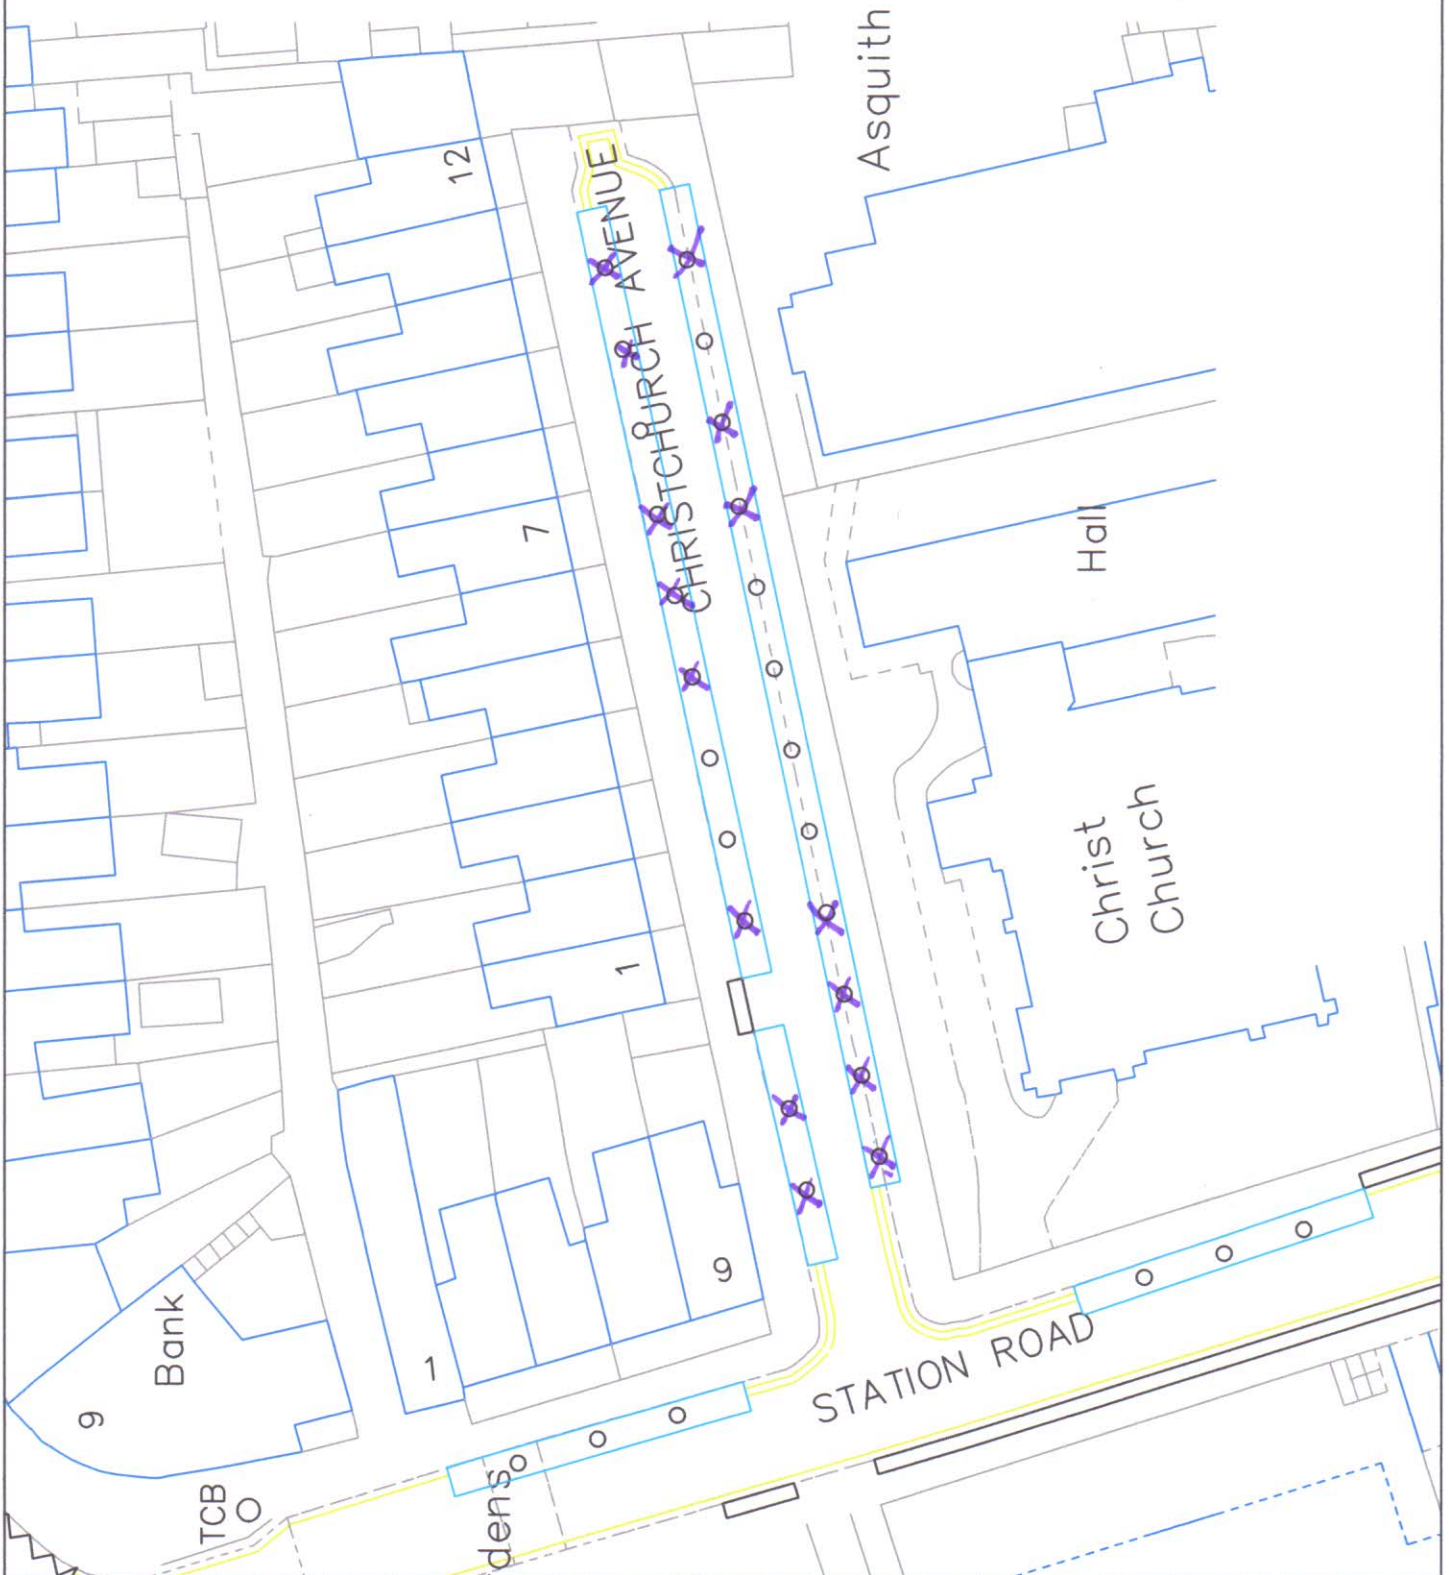 Asquith
12
CHRISTCHURCH AVENUE
7
Hall
1
Christ
Church
9
1
Bank
9
STATION ROAD
TCB
dens